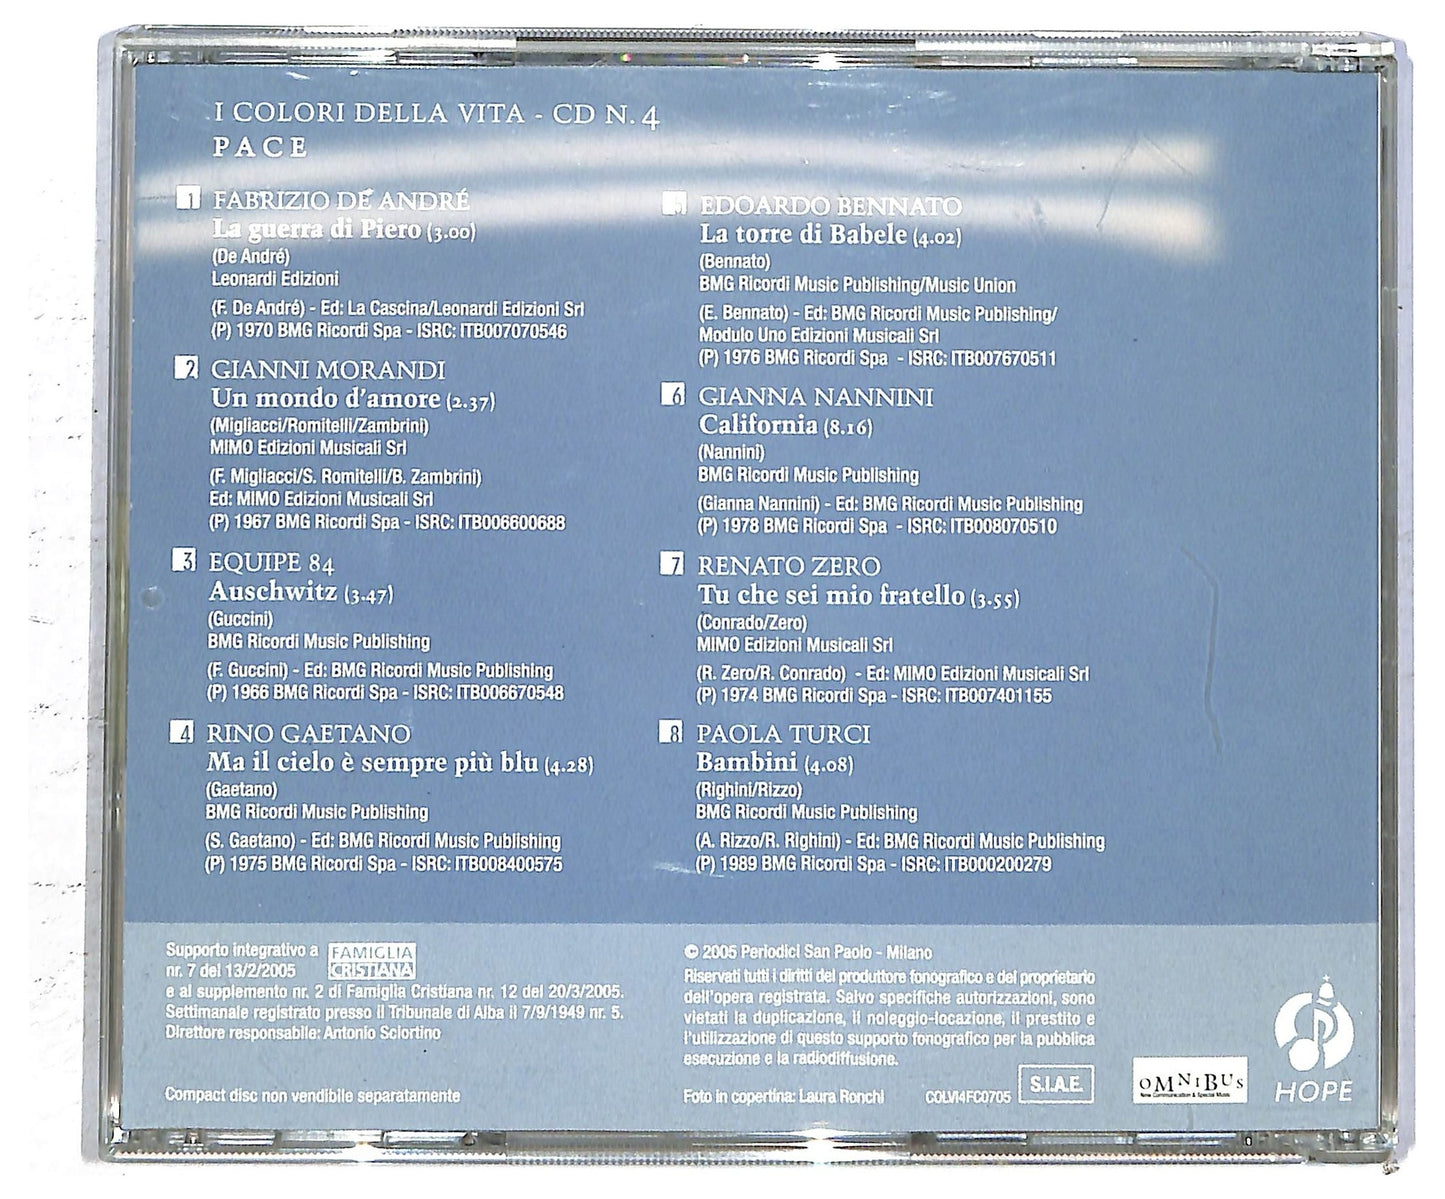 I COLORI DELLA VITA - CD N. 4
PACE
1 FABRIZIO DE ANDRÉ
La guerra di Piero (3.00)
(De André)
Leonardi Edizioni
(F. De André) - Ed: La Cascina/Leonardi Edizioni Srl
(P) 1970 BMG Ricordi Spa - ISRC: ITB007070546
2 GIANNI MORANDI
Un mondo d'amore (2.37)
(Migliacci/Romitelli/Zambrini)
MIMO Edizioni Musicali Srl
(F. Migliacci/S. Romitelli/B. Zambrini)
Ed: MIMO Edizioni Musicali Srl
(P) 1967 BMG Ricordi Spa - ISRC: ITB006600688
3 EQUIPE 84
Auschwitz (3.47)
(Guccini)
BMG Ricordi Music Publishing
(F. Guccini) - Ed: BMG Ricordi Music Publishing
(P) 1966 BMG Ricordi Spa - ISRC: ITB006670548
4 RINO GAETANO
Ma il cielo è sempre più blu (4.28)
(Gaetano)
BMG Ricordi Music Publishing
(S. Gaetano) - Ed: BMG Ricordi Music Publishing
(P) 1975 BMG Ricordi Spa - ISRC: ITB008400575
5 EDOARDO BENNATO
La torre di Babele (4.02)
(Bennato)
BMG Ricordi Music Publishing/Music Union
(E. Bennato) - Ed: BMG Ricordi Music Publishing/
Modulo Uno Edizioni Musicali Srl
(P) 1976 BMG Ricordi Spa - ISRC: ITB007670511
6 GIANNA NANNINI
California (8.16)
(Nannini)
BMG Ricordi Music Publishing
(Gianna Nannini) - Ed: BMG Ricordi Music Publishing
(P) 1978 BMG Ricordi Spa - ISRC: ITB008070510
7 RENATO ZERO
Tu che sei mio fratello (3.55)
(Conrado/Zero)
MIMO Edizioni Musicali Srl
(R. Zero/R. Conrado) - Ed: MIMO Edizioni Musicali Srl
(P) 1974 BMG Ricordi Spa - ISRC: ITB007401155
8 PAOLA TURCI
Bambini (4.08)
(Righini/Rizzo)
BMG Ricordi Music Publishing
(A. Rizzo/R. Righini) - Ed: BMG Ricordi Music Publishing
(P) 1989 BMG Ricordi Spa - ISRC: ITB000200279
Supporto integrativo a FAMIGLIA CRISTIANA
nr. 7 del 13/2/2005
e al supplemento nr. 2 di Famiglia Cristiana nr. 12 del 20/3/2005.
Settimanale registrato presso il Tribunale di Alba il 7/9/1949 nr. 5.
Direttore responsabile: Antonio Sciortino
Compact disc non vendibile separatamente
© 2005 Periodici San Paolo - Milano
Riservati tutti i diritti del produttore fonografico e del proprietario
dell'opera registrata. Salvo specifiche autorizzazioni, sono
vietati la duplicazione, il noleggio-locazione, il prestito e
l'utilizzazione di questo supporto fonografico per la pubblica
esecuzione e la radiodiffusione.
Foto in copertina: Laura Ronchi
COLVI4FC0705
S.I.A.E.
OMNIBUS
New Communication & Special Music
HOPE